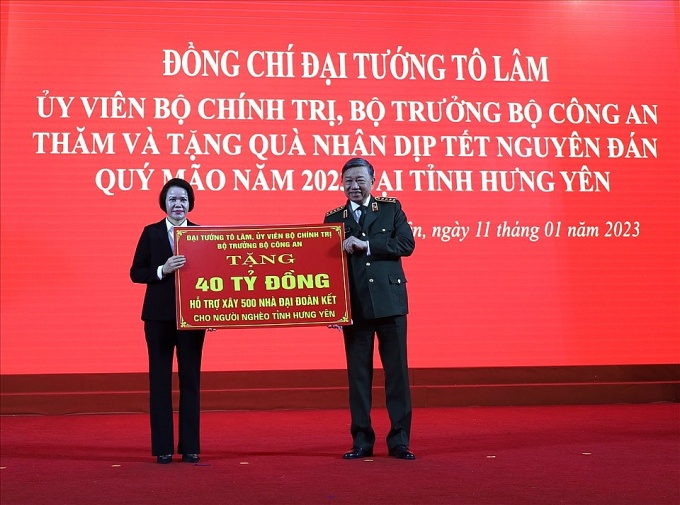 ĐỒNG CHÍ ĐẠI TƯỚNG TÔ LÂM
ỦY VIÊN BỘ CHÍNH TRỊ, BỘ TRƯỞNG BỘ CÔNG AN
THĂM VÀ TẶNG QUÀ NHÂN DỊP TẾT NGUYÊN ĐÁN
QUÝ MÃO NĂM 202 TẠI TỈNH HƯNG YÊN
ngày 11 tháng 01 năm 2023
ĐẠI TƯỚNG TÔ LÂM, ỦY VIÊN BỘ CHÍNH TRỊ
BỘ TRƯỞNG BỘ CÔNG AN
TẶNG
40 TỶ ĐỒNG
HỖ TRỢ XÂY 500 NHÀ ĐẠI ĐOÀN KẾT
CHO NGƯỜI NGHÈO TỈNH HƯNG YÊN